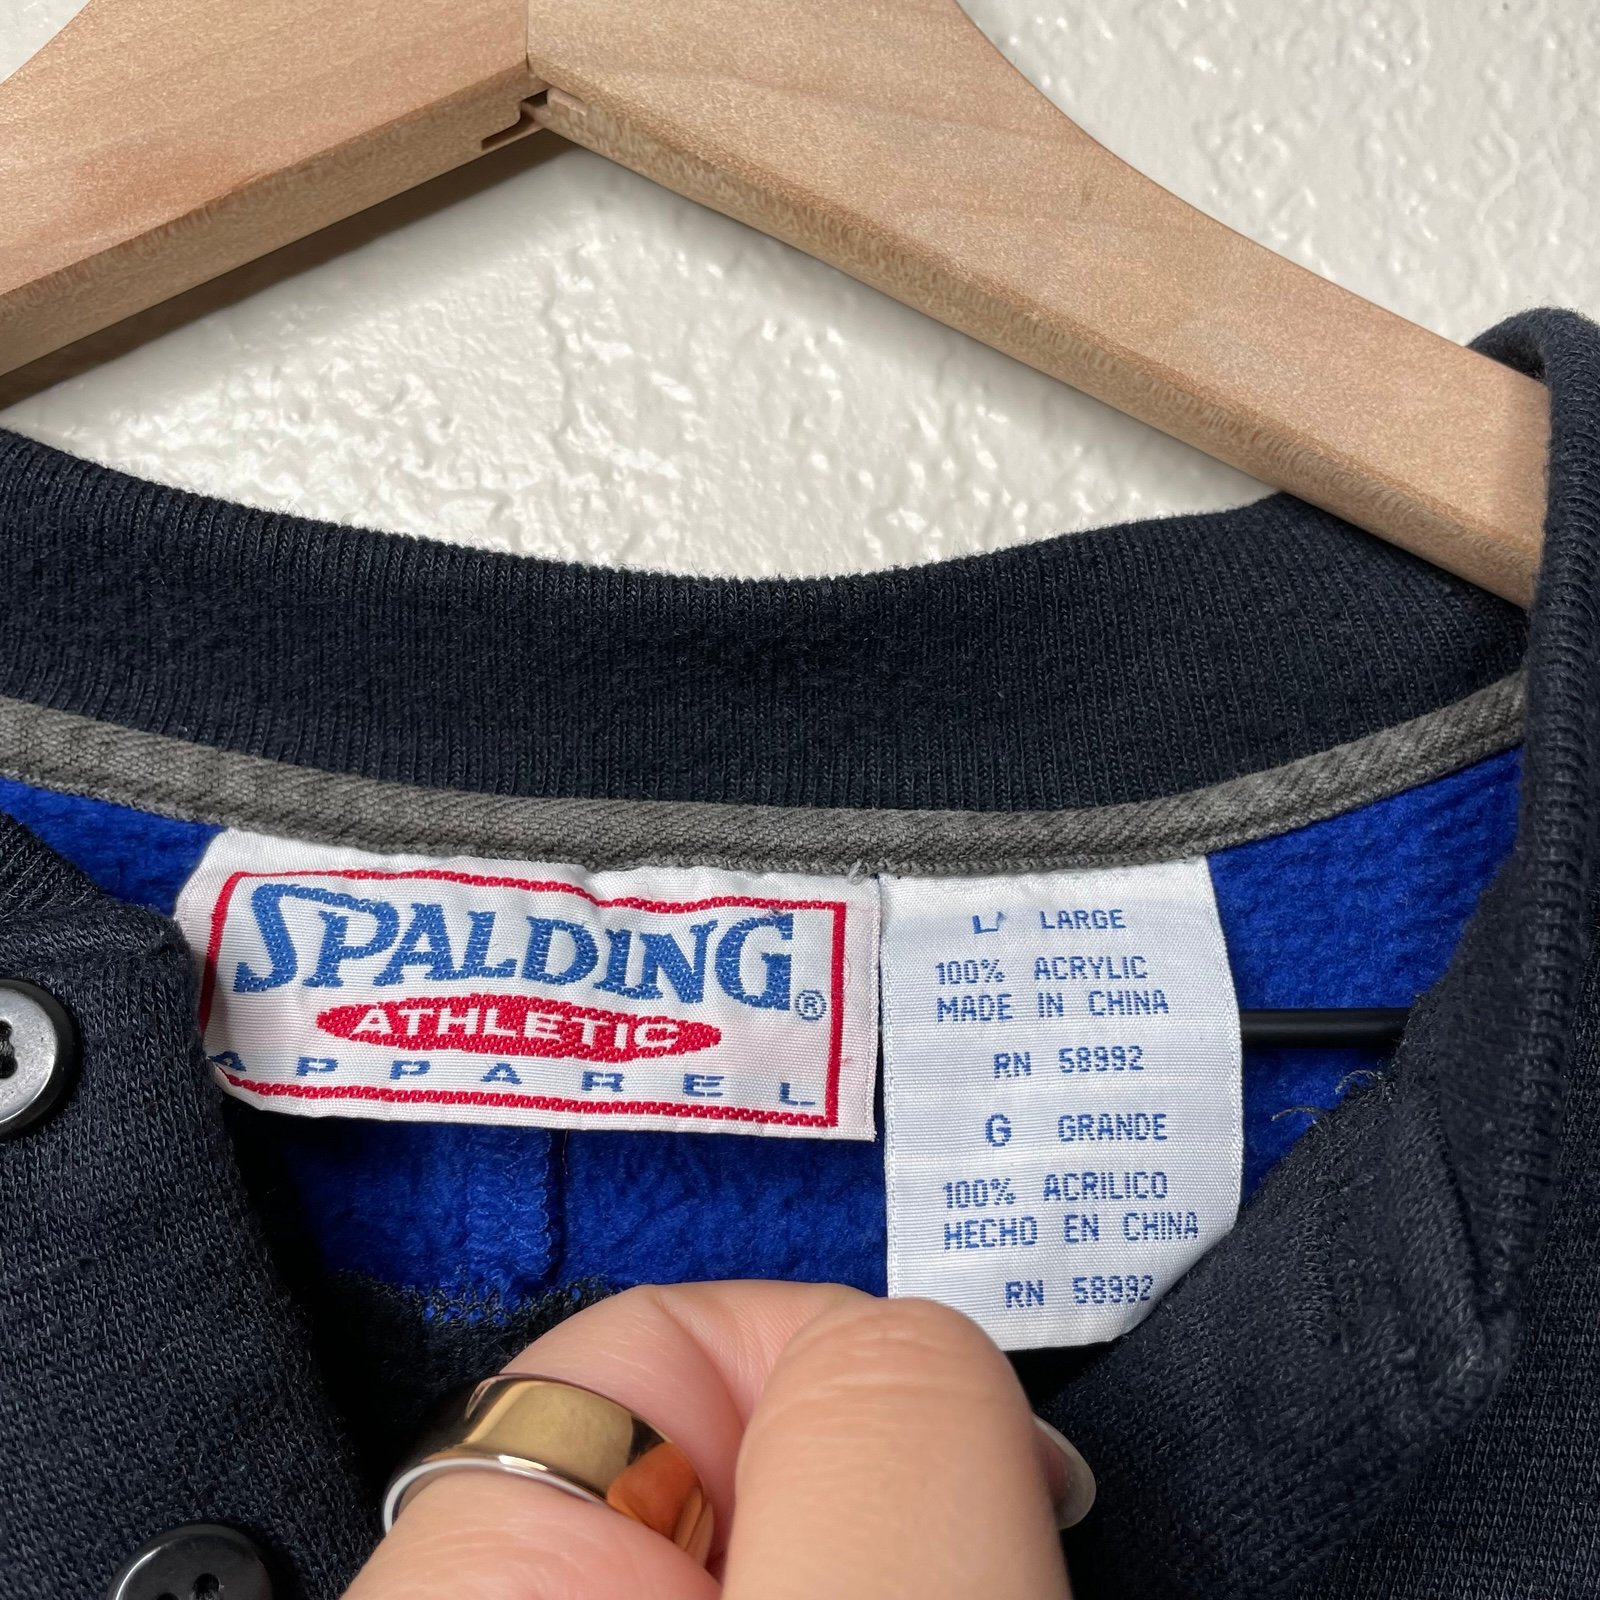 SPALDING®
ATHLETIC
APPAREL
L LARGE
100% ACRYLIC
MADE IN CHINA
RN 58992
G GRANDE
100% ACRILICO
HECHO EN CHINA
RN 58992